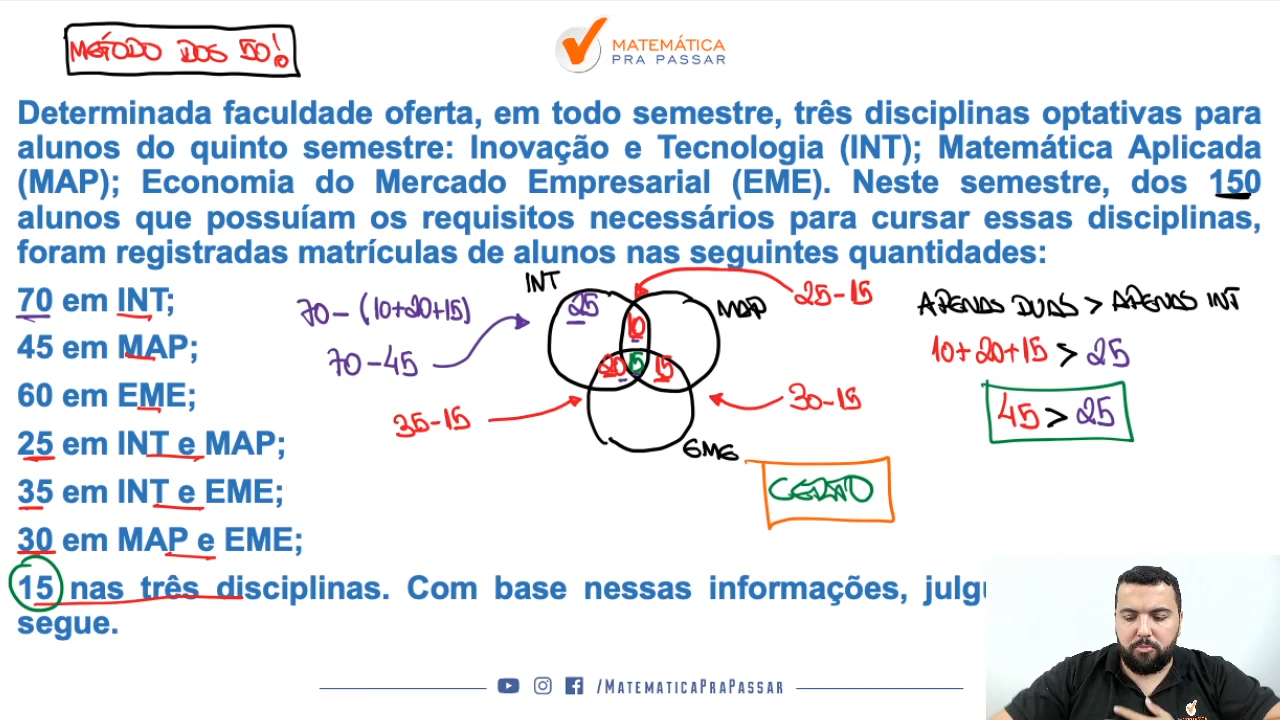 MÉTODO DOS 50!
MATEMÁTICA
PRA PASSAR
Determinada faculdade oferta, em todo semestre, três disciplinas optativas para
alunos do quinto semestre: Inovação e Tecnologia (INT); Matemática Aplicada
(MAP); Economia do Mercado Empresarial (EME). Neste semestre, dos 150
alunos que possuíam os requisitos necessários para cursar essas disciplinas,
foram registradas matrículas de alunos nas seguintes quantidades:
70 em INT;
45 em MAP;
60 em EME;
25 em INT e MAP;
35 em INT e EME;
30 em MAP e EME;
15 nas três disciplinas. Com base nessas informações,
segue.
70-(10+20+15)
70-45
35-15
INT
25
10
MAP
20 15 15
EME
25-15
30-15
APENAS DUAS > APENAS INT
10+20+15 > 25
45 > 25
CERTO
/MATEMATICAPRAPASSAR